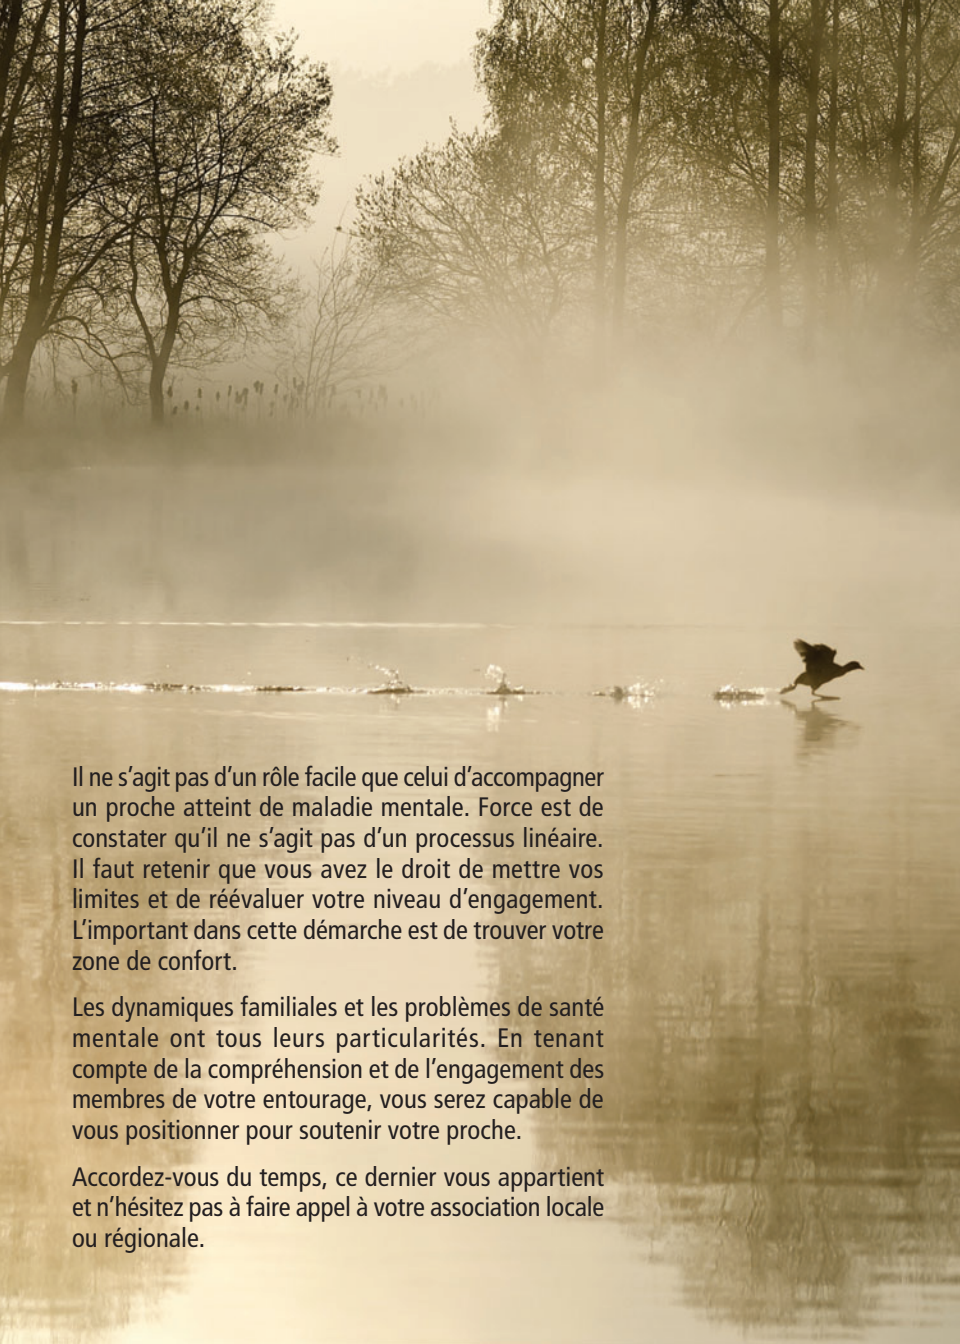 Il ne s’agit pas d’un rôle facile que celui d’accompagner
un proche atteint de maladie mentale. Force est de
constater qu’il ne s’agit pas d’un processus linéaire.
Il faut retenir que vous avez le droit de mettre vos
limites et de réévaluer votre niveau d’engagement.
L’important dans cette démarche est de trouver votre
zone de confort.
Les dynamiques familiales et les problèmes de santé
mentale ont tous leurs particularités. En tenant
compte de la compréhension et de l’engagement des
membres de votre entourage, vous serez capable de
vous positionner pour soutenir votre proche.
Accordez-vous du temps, ce dernier vous appartient
et n’hésitez pas à faire appel à votre association locale
ou régionale.